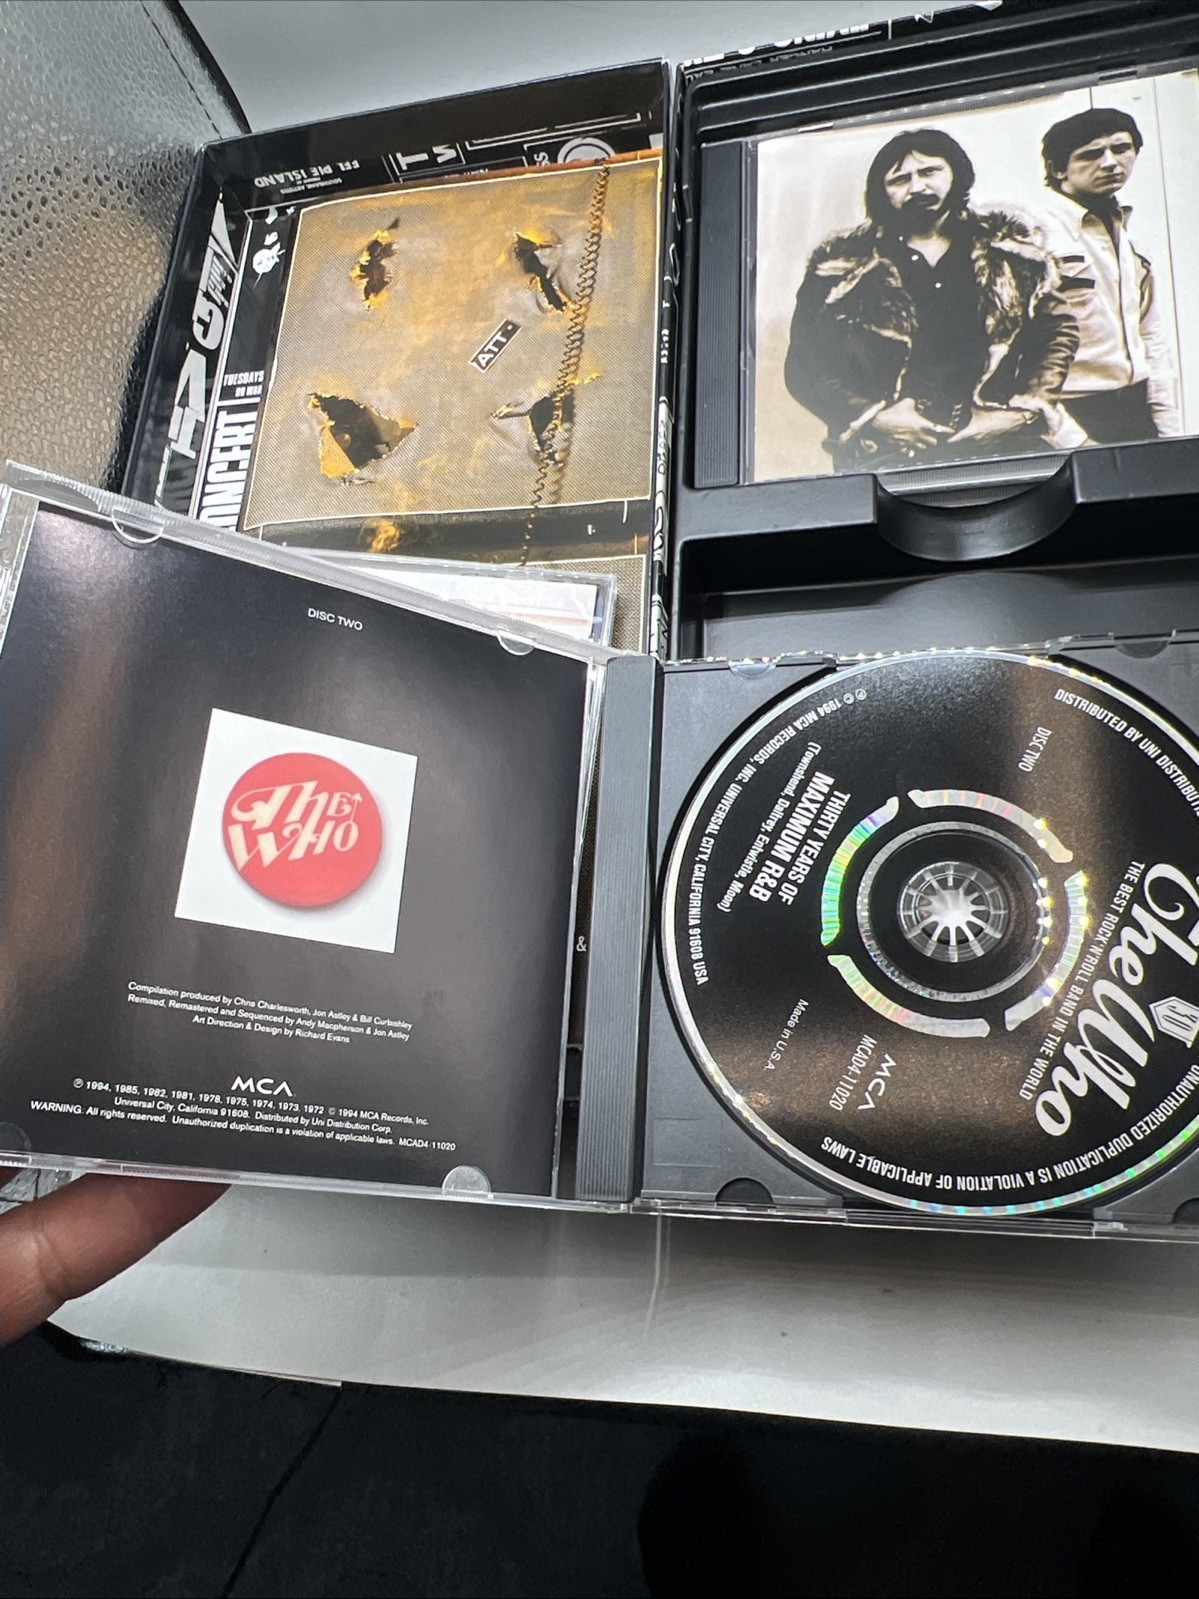 SOUTHLAND ARTISTES
EEL PIE ISLAND
TUESDAYS
OR WAR
CONCERT
ATT
DISC TWO
THE
WHO
Compilation produced by Chris Charlesworth, Jon Astley & Bill Curbishley
Remixed, Remastered and Sequenced by Andy Macpherson & Jon Astley
Art Direction & Design by Richard Evans
MCA
℗ 1994, 1985, 1982, 1981, 1978, 1975, 1974, 1973, 1972 © 1994 MCA Records, Inc.
Universal City, California 91608. Distributed by Uni Distribution Corp.
WARNING: All rights reserved. Unauthorized duplication is a violation of applicable laws. MCAD4-11020
&
The Who
30
THE BEST ROCK'N'ROLL BAND IN THE WORLD
DISC TWO
THIRTY YEARS OF
MAXIMUM R&B
(Townshend, Daltrey, Entwistle, Moon)
MCA
MCAD4-11020
Made in U.S.A.
℗ © 1994 MCA RECORDS, INC. UNIVERSAL CITY, CALIFORNIA 91608 USA
DISTRIBUTED BY UNI
UNAUTHORIZED DUPLICATION IS A VIOLATION OF APPLICABLE LAWS